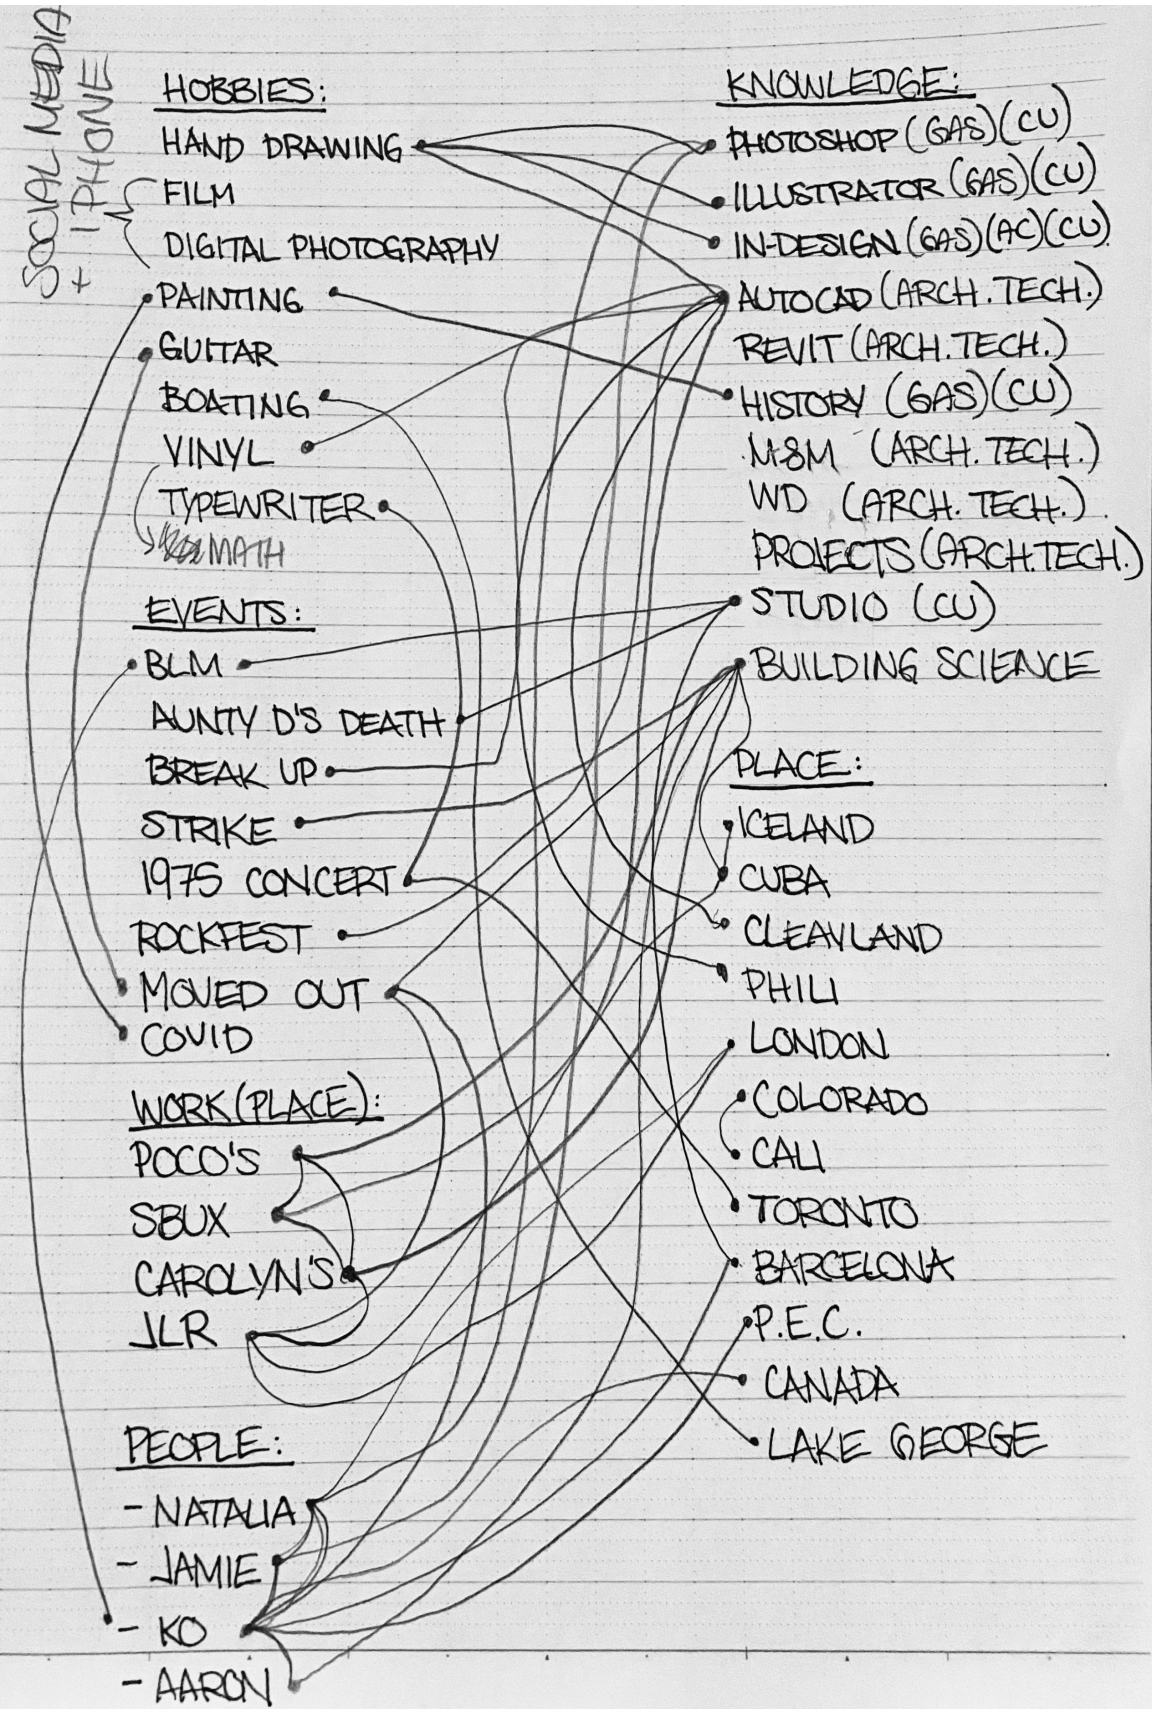 SOCIAL MEDIA
+ IPHONE
HOBBIES:
HAND DRAWING
FILM
DIGITAL PHOTOGRAPHY
PAINTING
GUITAR
BOATING
VINYL
TYPEWRITER
MATH
EVENTS:
BLM
AUNTY D'S DEATH
BREAK UP
STRIKE
1975 CONCERT
ROCKFEST
MOVED OUT
COVID
WORK (PLACE):
POCO'S
SBUX
CAROLYN'S
JLR
PEOPLE:
- NATALIA
- JAMIE
- KO
- AARON
KNOWLEDGE:
PHOTOSHOP (GAS) (CU)
ILLUSTRATOR (GAS) (CU)
IN-DESIGN (GAS) (AC) (CU)
AUTOCAD (ARCH. TECH.)
REVIT (ARCH. TECH.)
HISTORY (GAS) (CU)
M&M (ARCH. TECH.)
WD (ARCH. TECH.)
PROJECTS (ARCH. TECH.)
STUDIO (CU)
BUILDING SCIENCE
PLACE:
ICELAND
CUBA
CLEAVLAND
PHILI
LONDON
COLORADO
CALI
TORONTO
BARCELONA
P.E.C.
CANADA
LAKE GEORGE